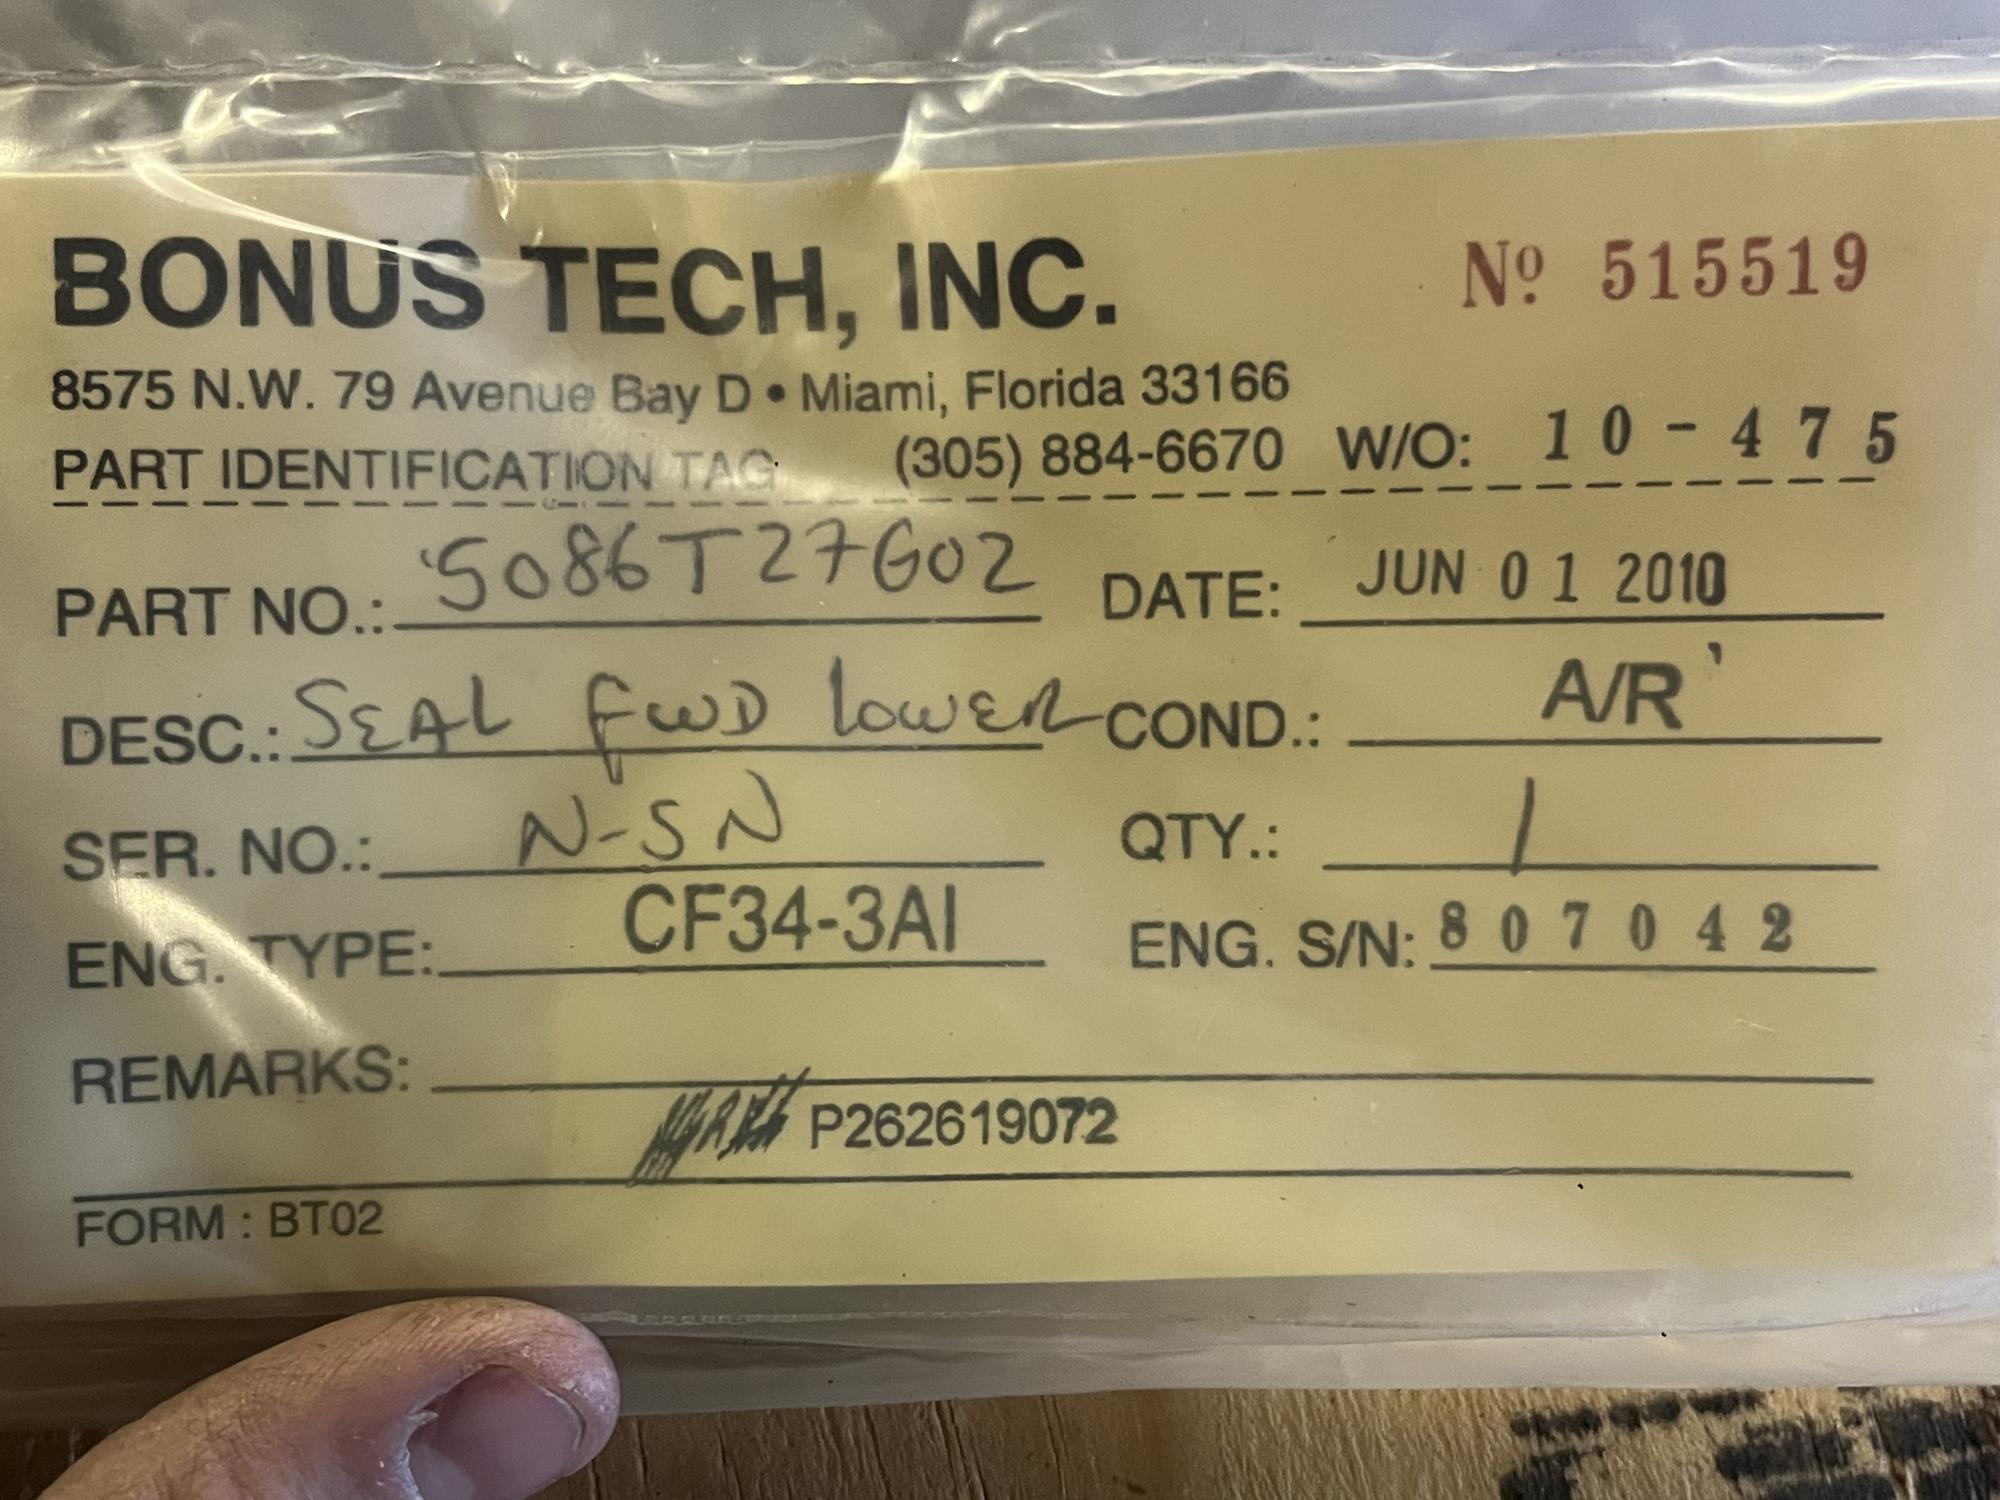 BONUS TECH, INC. Nº 515519
8575 N.W. 79 Avenue Bay D • Miami, Florida 33166
PART IDENTIFICATION TAG (305) 884-6670 W/O: 10-475
PART NO.: 5086T27G02 DATE: JUN 01 2010
DESC.: SEAL FWD LOWER COND.: A/R
SER. NO.: N-SN QTY.: 1
ENG. TYPE: CF34-3AI ENG. S/N: 807042
REMARKS:
P262619072
FORM : BT02